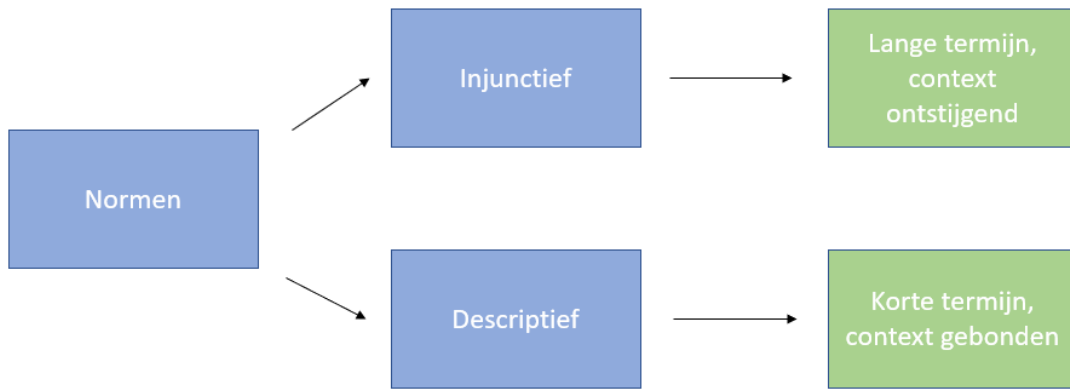 Normen
Injunctief
Lange termijn,
context
ontstijgend
Descriptief
Korte termijn,
context gebonden